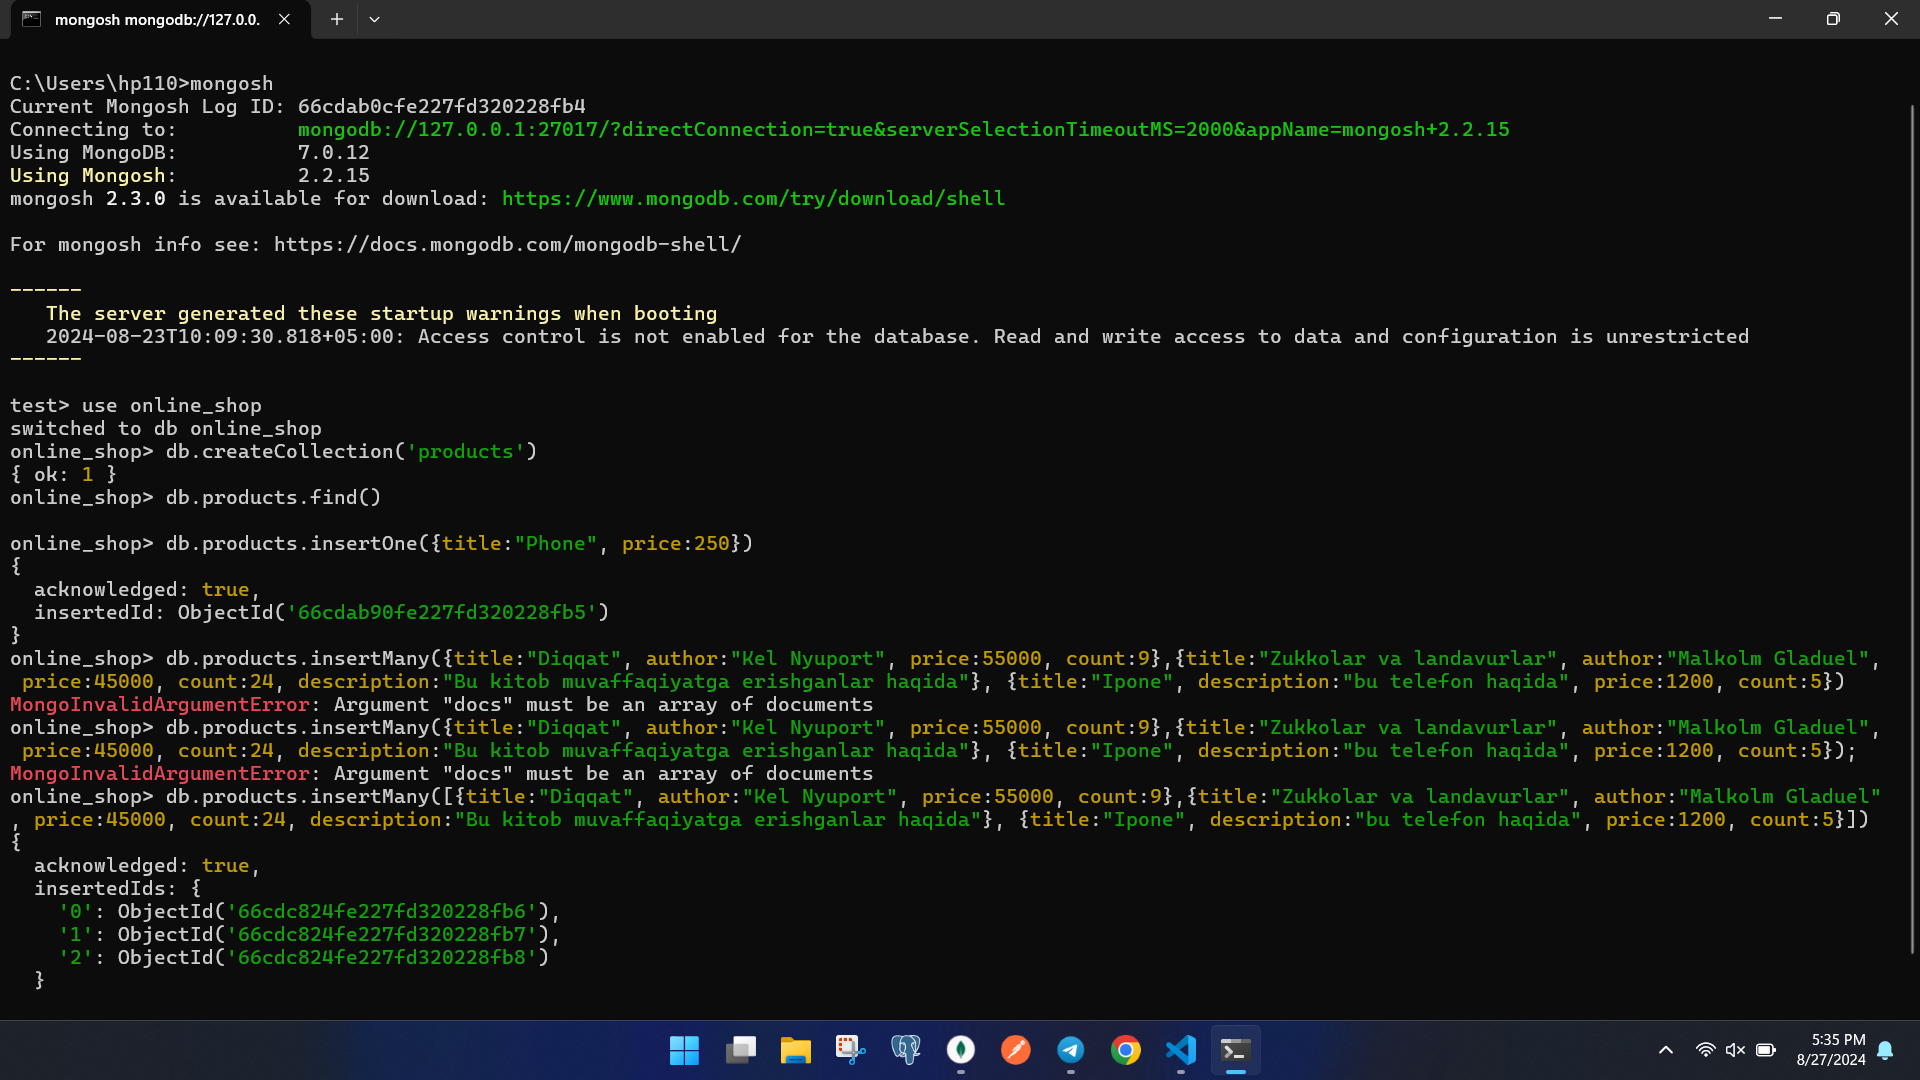 mongosh mongodb://127.0.0.
C:\Users\hp110>mongosh
Current Mongosh Log ID: 66cdab0cfe227fd320228fb4
Connecting to:          mongodb://127.0.0.1:27017/?directConnection=true&serverSelectionTimeoutMS=2000&appName=mongosh+2.2.15
Using MongoDB:          7.0.12
Using Mongosh:          2.2.15
mongosh 2.3.0 is available for download: https://www.mongodb.com/try/download/shell
For mongosh info see: https://docs.mongodb.com/mongodb-shell/
------
   The server generated these startup warnings when booting
   2024-08-23T10:09:30.818+05:00: Access control is not enabled for the database. Read and write access to data and configuration is unrestricted
------
test> use online_shop
switched to db online_shop
online_shop> db.createCollection('products')
{ ok: 1 }
online_shop> db.products.find()
online_shop> db.products.insertOne({title:"Phone", price:250})
{
  acknowledged: true,
  insertedId: ObjectId('66cdab90fe227fd320228fb5')
}
online_shop> db.products.insertMany({title:"Diqqat", author:"Kel Nyuport", price:55000, count:9},{title:"Zukkolar va landavurlar", author:"Malkolm Gladuel",
 price:45000, count:24, description:"Bu kitob muvaffaqiyatga erishganlar haqida"}, {title:"Ipone", description:"bu telefon haqida", price:1200, count:5})
MongoInvalidArgumentError: Argument "docs" must be an array of documents
online_shop> db.products.insertMany({title:"Diqqat", author:"Kel Nyuport", price:55000, count:9},{title:"Zukkolar va landavurlar", author:"Malkolm Gladuel",
 price:45000, count:24, description:"Bu kitob muvaffaqiyatga erishganlar haqida"}, {title:"Ipone", description:"bu telefon haqida", price:1200, count:5});
MongoInvalidArgumentError: Argument "docs" must be an array of documents
online_shop> db.products.insertMany([{title:"Diqqat", author:"Kel Nyuport", price:55000, count:9},{title:"Zukkolar va landavurlar", author:"Malkolm Gladuel"
, price:45000, count:24, description:"Bu kitob muvaffaqiyatga erishganlar haqida"}, {title:"Ipone", description:"bu telefon haqida", price:1200, count:5}])
{
  acknowledged: true,
  insertedIds: {
    '0': ObjectId('66cdc824fe227fd320228fb6'),
    '1': ObjectId('66cdc824fe227fd320228fb7'),
    '2': ObjectId('66cdc824fe227fd320228fb8')
  }
5:35 PM
8/27/2024